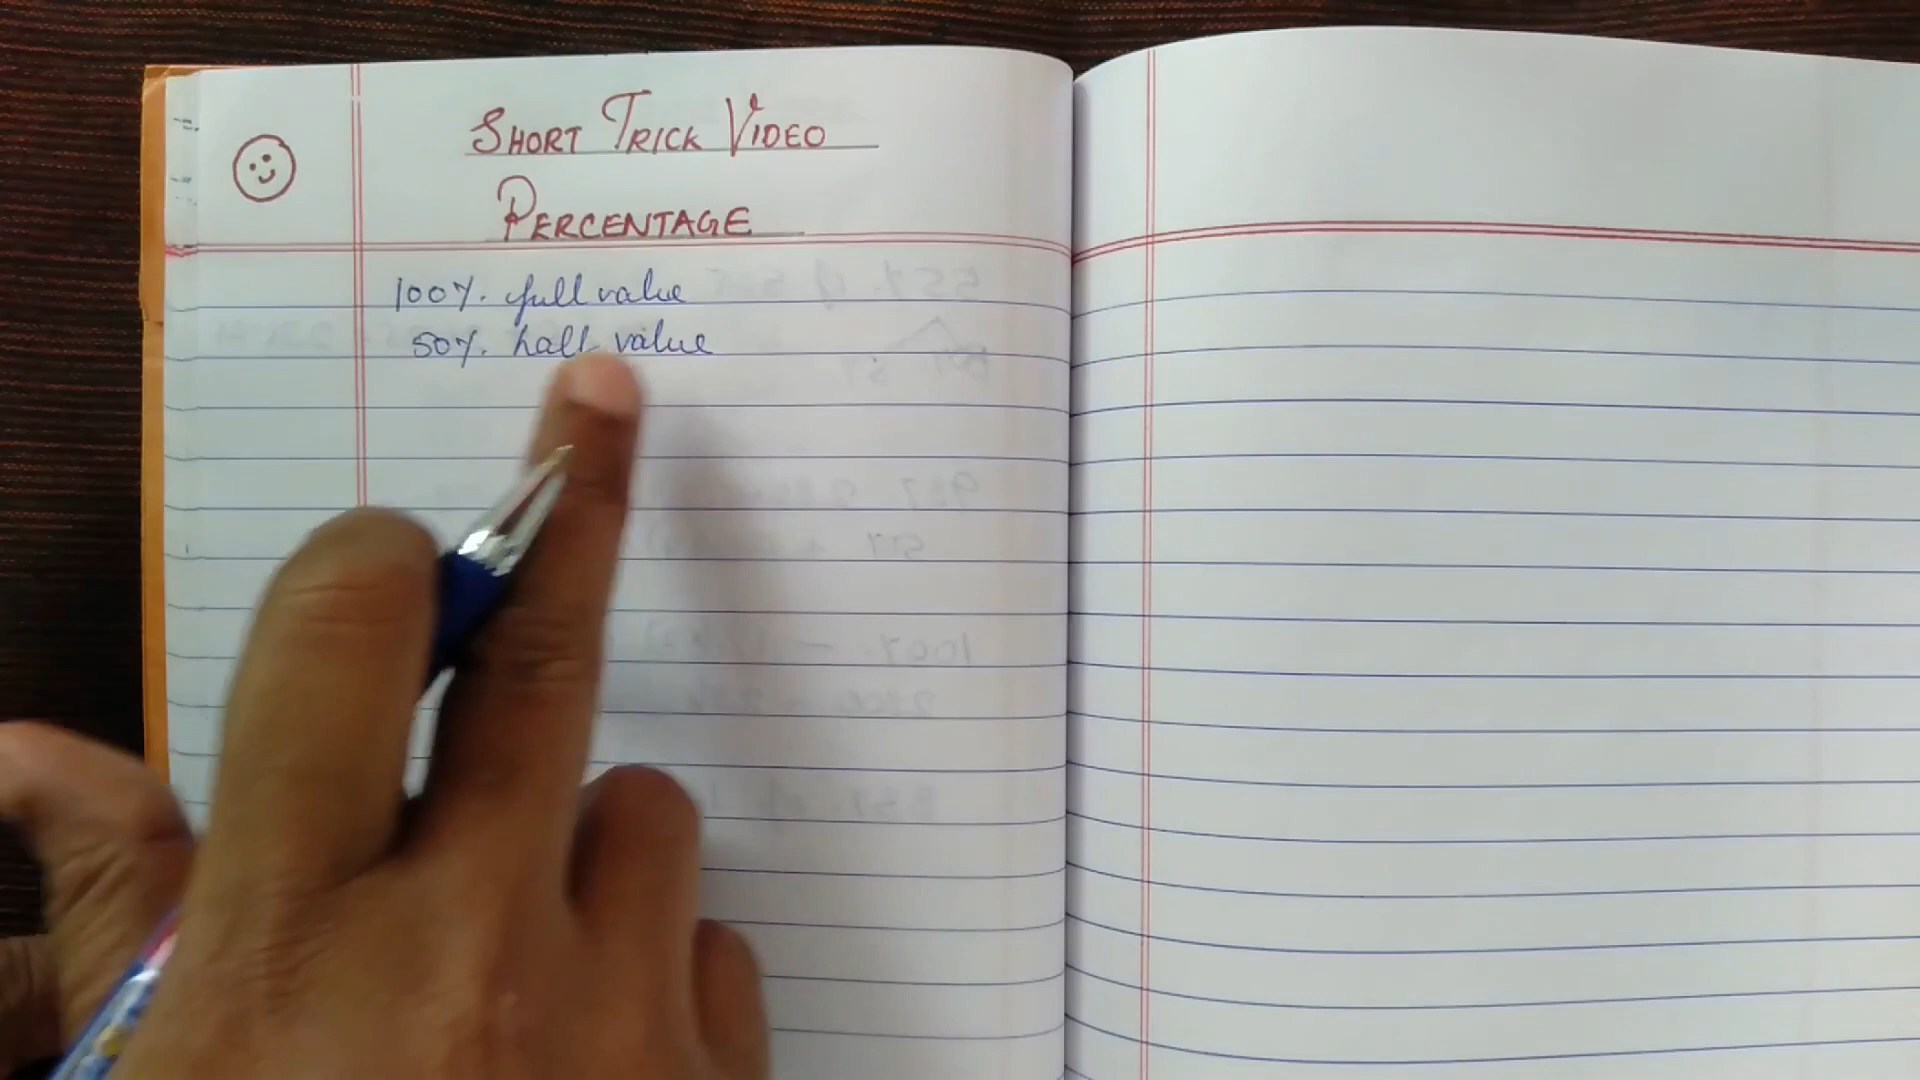 SHORT TRICK VIDEO
PERCENTAGE
100%. full value
50%. half value